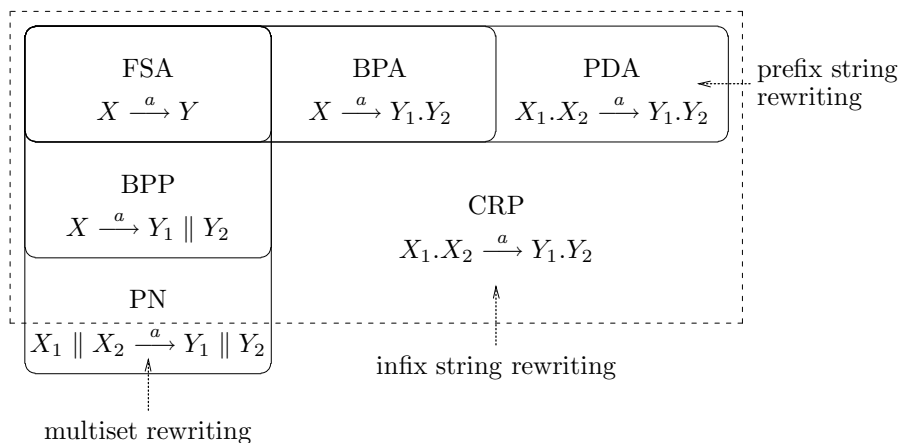 FSA
X —a→ Y
BPA
X —a→ Y₁.Y₂
PDA
X₁.X₂ —a→ Y₁.Y₂
prefix string
rewriting
BPP
X —a→ Y₁ ∥ Y₂
CRP
X₁.X₂ —a→ Y₁.Y₂
PN
X₁ ∥ X₂ —a→ Y₁ ∥ Y₂
infix string rewriting
multiset rewriting